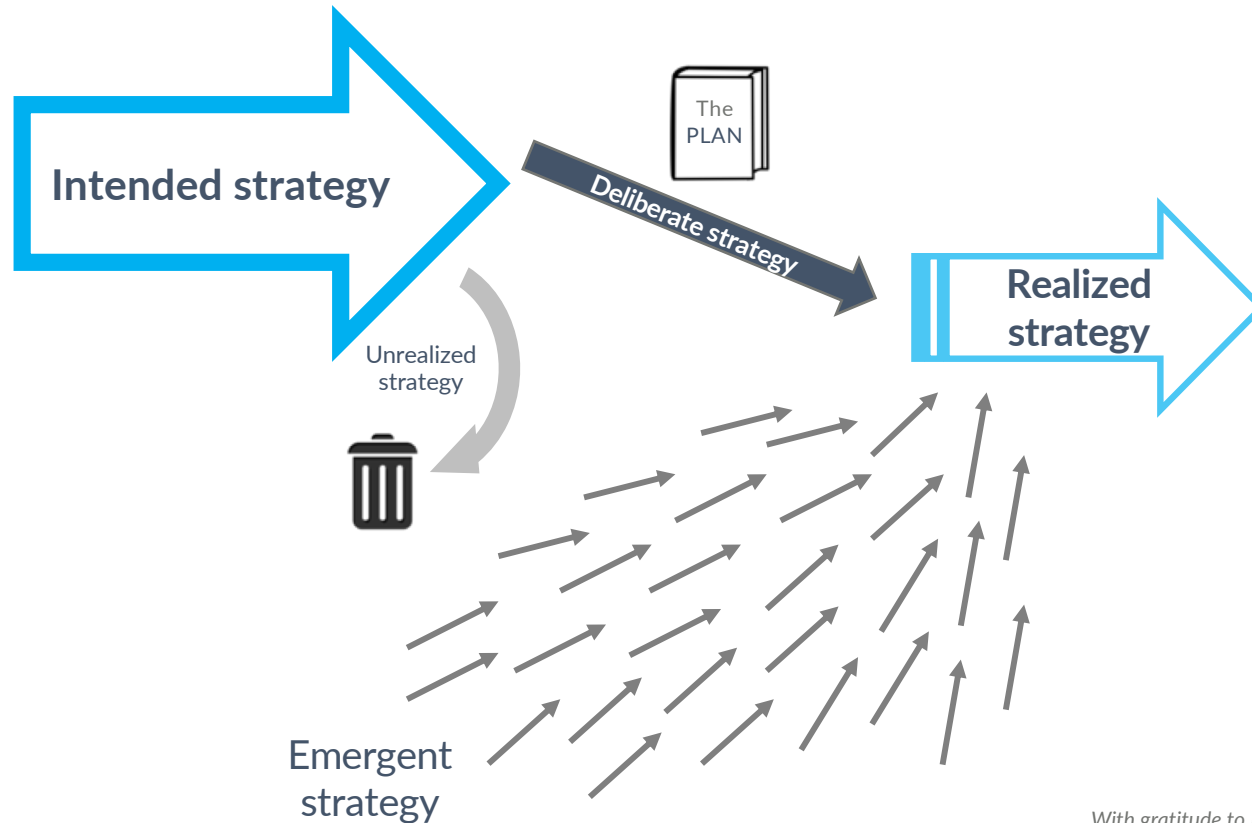 Intended strategy
The
PLAN
Deliberate strategy
Realized
strategy
Unrealized
strategy
Emergent
strategy
With gratitude to